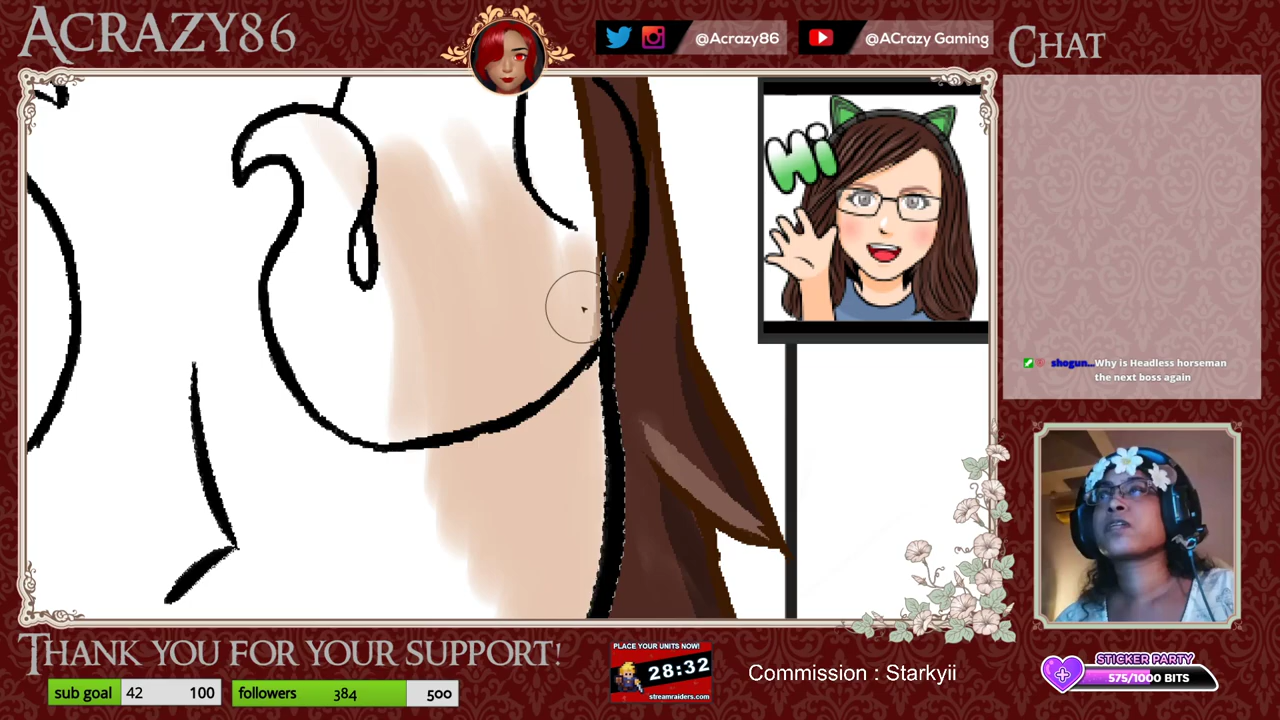 ACRAZY86
@Acrazy86
@ACrazy Gaming
CHAT
Hi
shogun... Why is Headless horseman
the next boss again
THANK YOU FOR YOUR SUPPORT!
sub goal 42 100
followers 384 500
PLACE YOUR UNITS NOW!
28:32
streamraiders.com
Commission : Starkyii
STICKER PARTY
575/1000 BITS